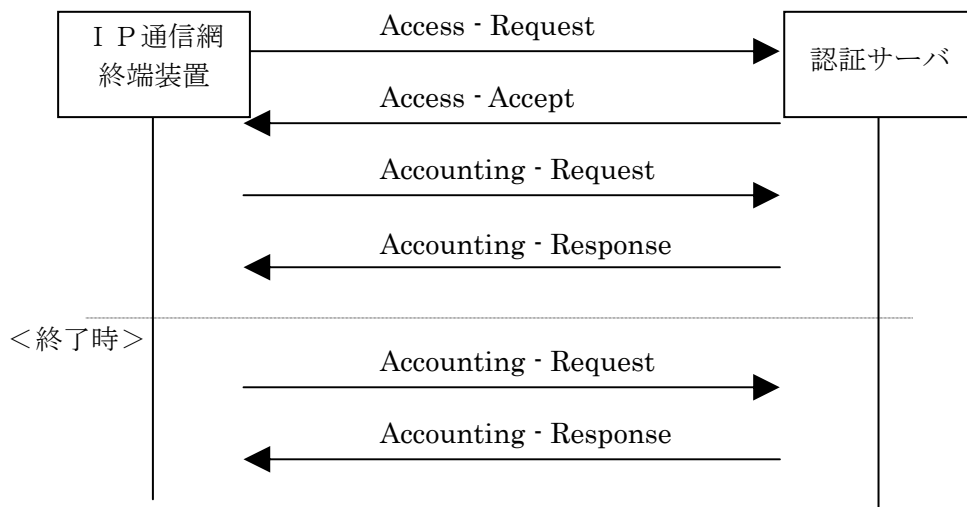 ＩＰ通信網
終端装置
認証サーバ
Access - Request
Access - Accept
Accounting - Request
Accounting - Response
＜終了時＞
Accounting - Request
Accounting - Response